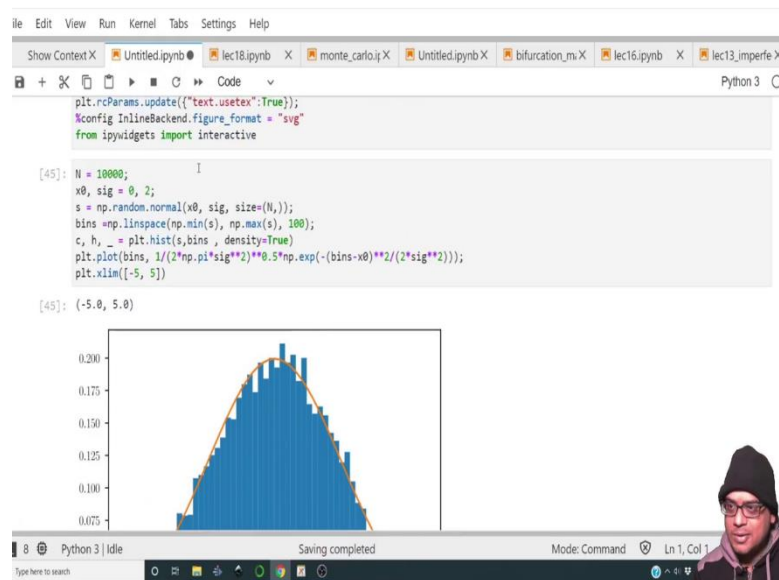 ile Edit View Run Kernel Tabs Settings Help
Show Context X Untitled.ipynb lec18.ipynb X monte_carlo.ip X Untitled.ipynb X bifurcation_m X lec16.ipynb X lec13_imperfe X
Code Python 3
plt.rcParams.update({"text.usetex":True});
%config InlineBackend.figure_format = "svg"
from ipywidgets import interactive
[45]: N = 10000;
x0, sig = 0, 2;
s = np.random.normal(x0, sig, size=(N,));
bins =np.linspace(np.min(s), np.max(s), 100);
c, h, _ = plt.hist(s,bins , density=True)
plt.plot(bins, 1/(2*np.pi*sig**2)**0.5*np.exp(-(bins-x0)**2/(2*sig**2)));
plt.xlim([-5, 5])
[45]: (-5.0, 5.0)
0.200
0.175
0.150
0.125
0.100
0.075
8 Python 3 | Idle Saving completed Mode: Command Ln 1, Col 1
Type here to search